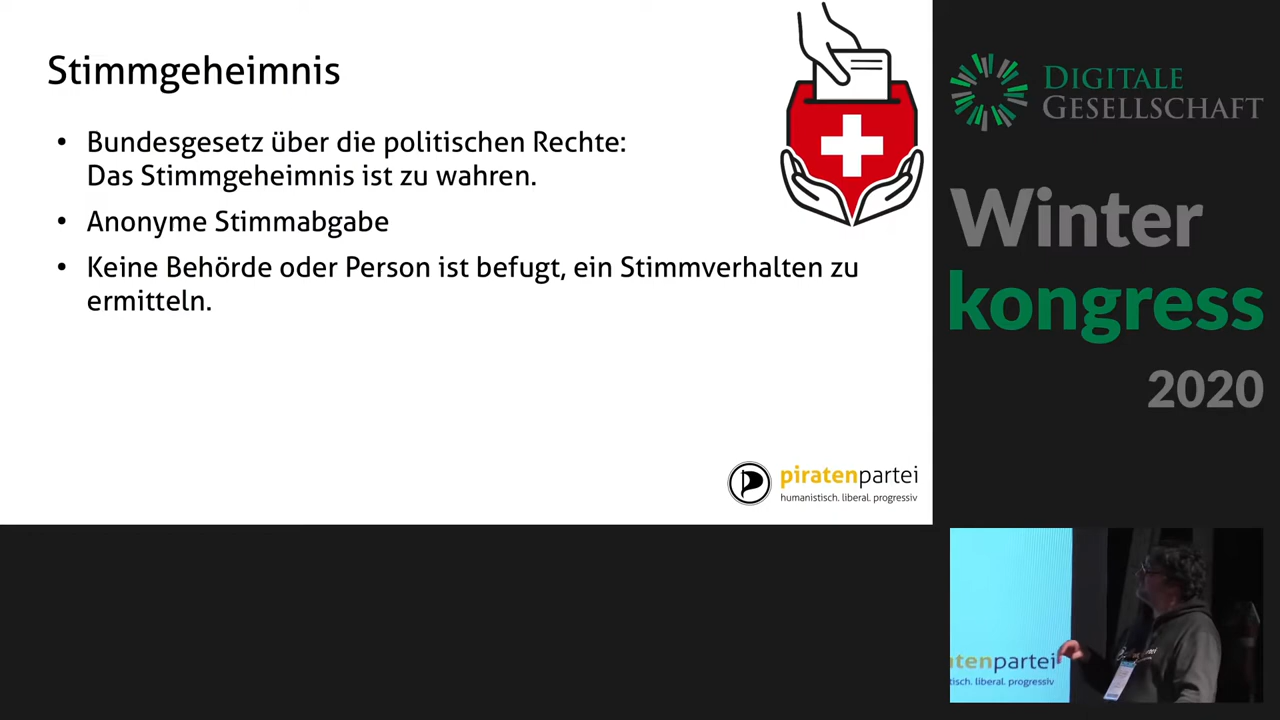 Stimmgeheimnis
• Bundesgesetz über die politischen Rechte:
Das Stimmgeheimnis ist zu wahren.
• Anonyme Stimmabgabe
• Keine Behörde oder Person ist befugt, ein Stimmverhalten zu
ermitteln.
piratenpartei
humanistisch. liberal. progressiv
DIGITALE
GESELLSCHAFT
Winter
kongress
2020
tenpartei
tisch. liberal. progressiv